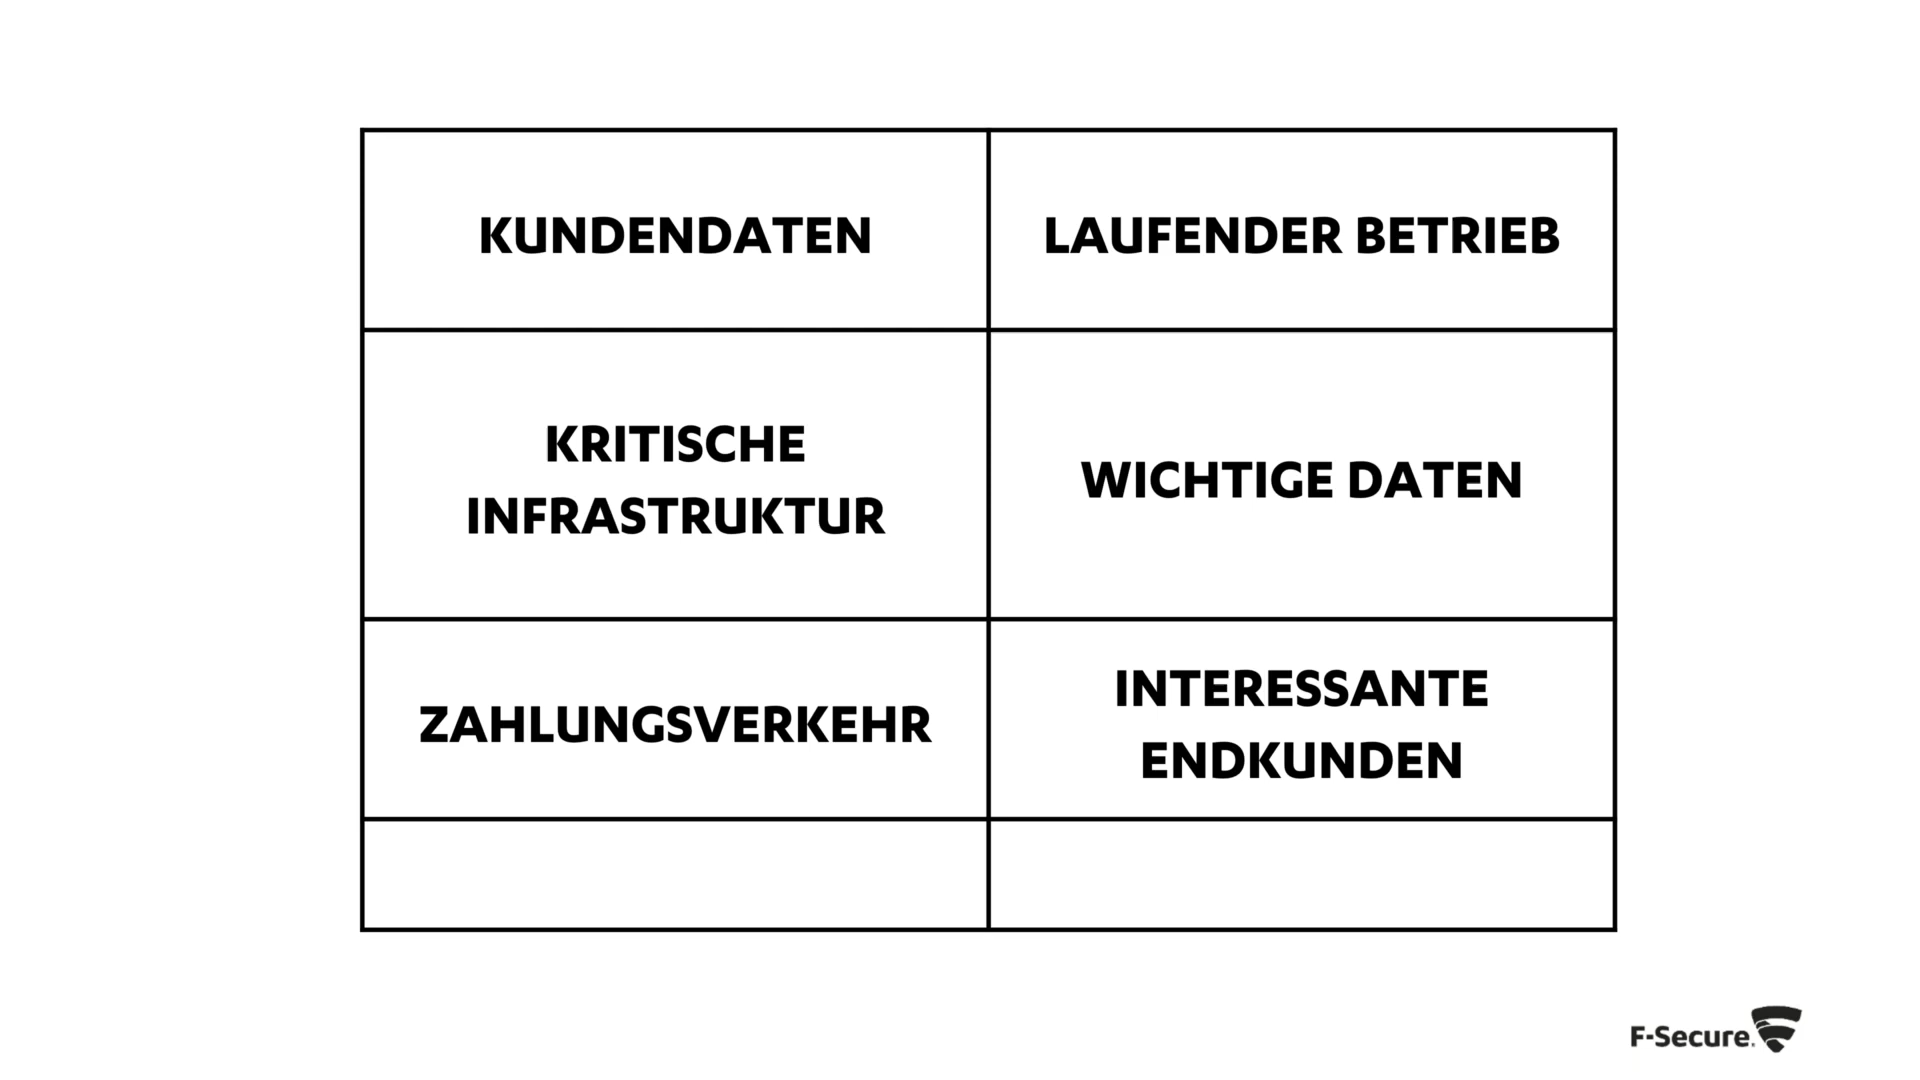 KUNDENDATEN
LAUFENDER BETRIEB
KRITISCHE
INFRASTRUKTUR
WICHTIGE DATEN
ZAHLUNGSVERKEHR
INTERESSANTE
ENDKUNDEN
F-Secure.